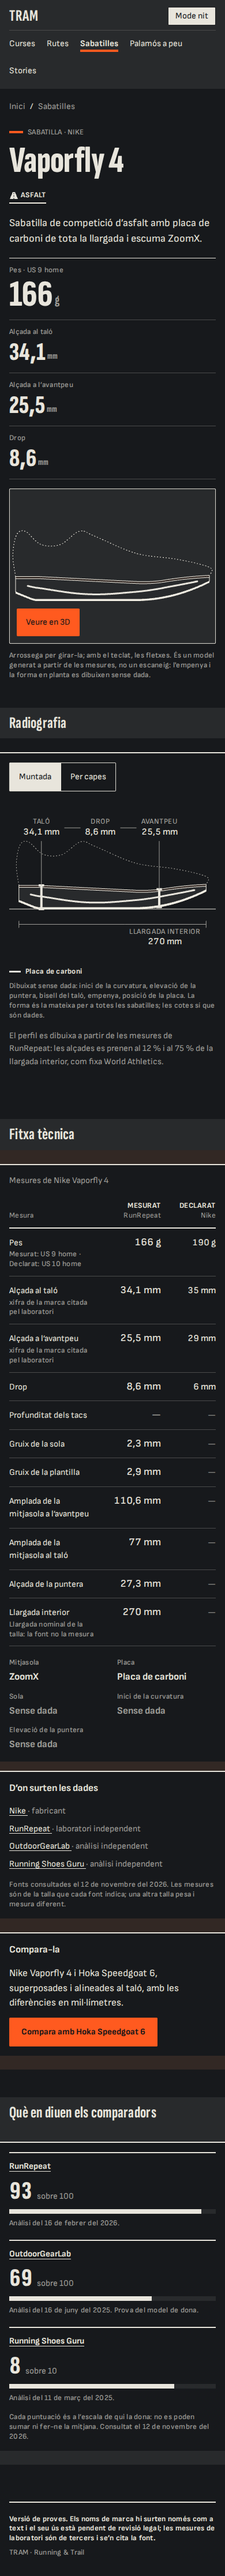 TRAM
Mode nit
Curses Rutes Sabatilles Palamós a peu
Stories
Inici / Sabatilles
SABATILLA · NIKE
Vaporfly 4
ASFALT
Sabatilla de competició d'asfalt amb placa de
carboni de tota la llargada i escuma ZoomX.
Pes · US 9 home
166 g
Alçada al taló
34,1 mm
Alçada a l'avantpeu
25,5 mm
Drop
8,6 mm
Veure en 3D
Arrossega per girar-la; amb el teclat, les fletxes. És un model
generat a partir de les mesures, no un escaneig: l'empenya i
la forma en planta es dibuixen sense dada.
Radiografia
Muntada Per capes
TALÓ DROP AVANTPEU
34,1 mm 8,6 mm 25,5 mm
LLARGADA INTERIOR
270 mm
Placa de carboni
Dibuixat sense dada: inici de la curvatura, elevació de la
puntera, bisell del taló, empenya, posició de la placa. La
forma és la mateixa per a totes les sabatilles; les cotes sí que
són dades.
El perfil es dibuixa a partir de les mesures de
RunRepeat: les alçades es prenen al 12 % i al 75 % de la
llargada interior, com fixa World Athletics.
Fitxa tècnica
Mesures de Nike Vaporfly 4
Mesura MESURAT RunRepeat DECLARAT Nike
Pes 166 g 190 g
Mesurat: US 9 home ·
Declarat: US 10 home
Alçada al taló 34,1 mm 35 mm
xifra de la marca citada
pel laboratori
Alçada a l'avantpeu 25,5 mm 29 mm
xifra de la marca citada
pel laboratori
Drop 8,6 mm 6 mm
Profunditat dels tacs — —
Gruix de la sola 2,3 mm —
Gruix de la plantilla 2,9 mm —
Amplada de la 110,6 mm —
mitjasola a l'avantpeu
Amplada de la 77 mm —
mitjasola al taló
Alçada de la puntera 27,3 mm —
Llargada interior 270 mm —
Llargada nominal de la
talla: la font no la mesura
Mitjasola Placa
ZoomX Placa de carboni
Sola Inici de la curvatura
Sense dada Sense dada
Elevació de la puntera
Sense dada
D'on surten les dades
Nike · fabricant
RunRepeat · laboratori independent
OutdoorGearLab · anàlisi independent
Running Shoes Guru · anàlisi independent
Fonts consultades el 12 de novembre del 2026. Les mesures
són de la talla que cada font indica; una altra talla pesa i
mesura diferent.
Compara-la
Nike Vaporfly 4 i Hoka Speedgoat 6,
superposades i alineades al taló, amb les
diferències en mil·límetres.
Compara amb Hoka Speedgoat 6
Què en diuen els comparadors
RunRepeat
93 sobre 100
Anàlisi del 16 de febrer del 2026.
OutdoorGearLab
69 sobre 100
Anàlisi del 16 de juny del 2025. Prova del model de dona.
Running Shoes Guru
8 sobre 10
Anàlisi del 11 de març del 2025.
Cada puntuació és a l'escala de qui la dona: no es poden
sumar ni fer-ne la mitjana. Consultat el 12 de novembre del
2026.
Versió de proves. Els noms de marca hi surten només com a
text i el seu ús està pendent de revisió legal; les mesures de
laboratori són de tercers i se'n cita la font.
TRAM · Running & Trail